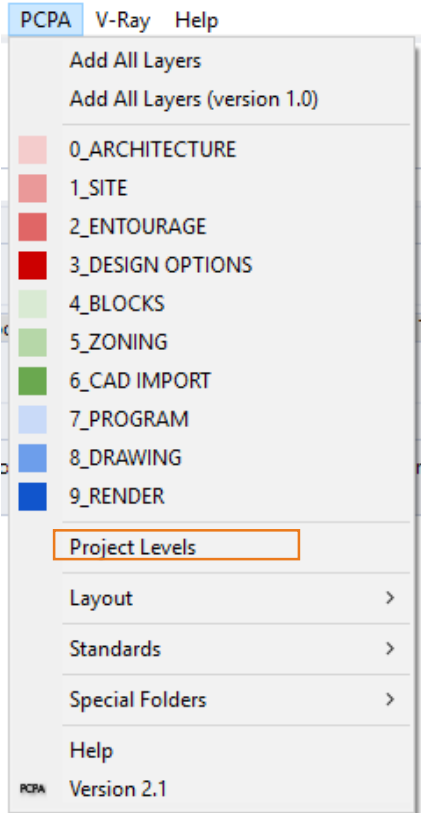 PCPA V-Ray Help
Add All Layers
Add All Layers (version 1.0)
0_ARCHITECTURE
1_SITE
2_ENTOURAGE
3_DESIGN OPTIONS
4_BLOCKS
5_ZONING
6_CAD IMPORT
7_PROGRAM
8_DRAWING
9_RENDER
Project Levels
Layout
Standards
Special Folders
Help
PCPA Version 2.1